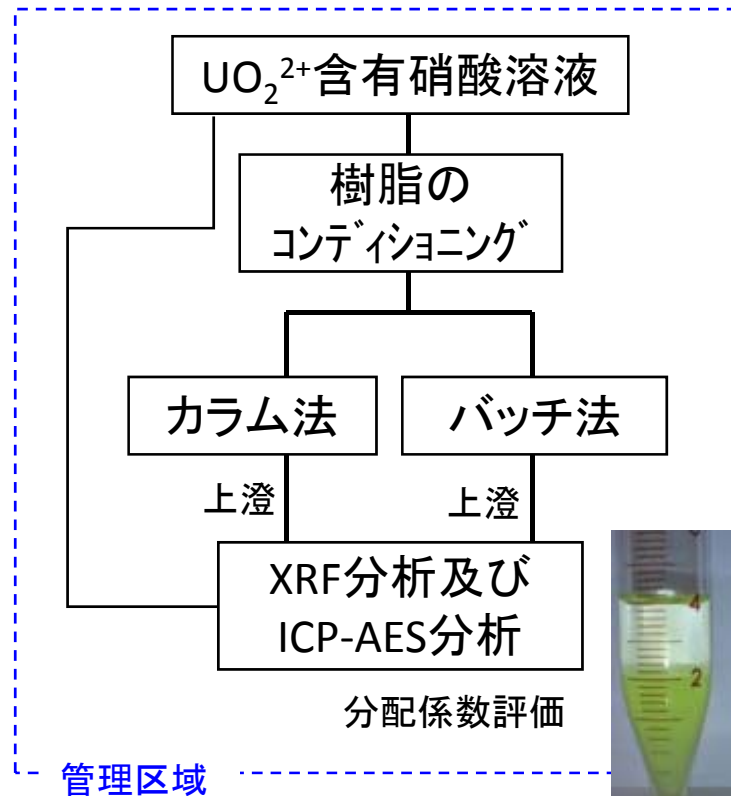 UO₂²⁺含有硝酸溶液
樹脂の
ｺﾝﾃﾞｨｼｮﾆﾝｸﾞ
カラム法
バッチ法
上澄
上澄
XRF分析及び
ICP-AES分析
4
2
分配係数評価
管理区域